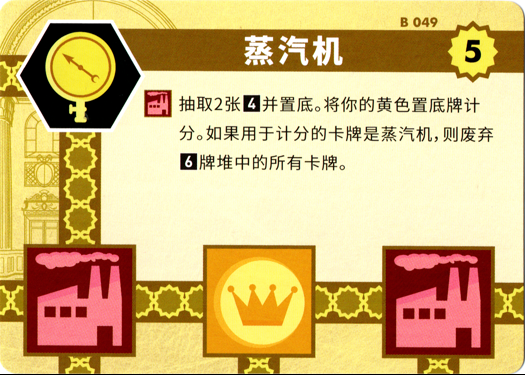 B 049
蒸汽机
5
抽取2张4并置底。将你的黄色置底牌计
分。如果用于计分的卡牌是蒸汽机,则废弃
6牌堆中的所有卡牌。